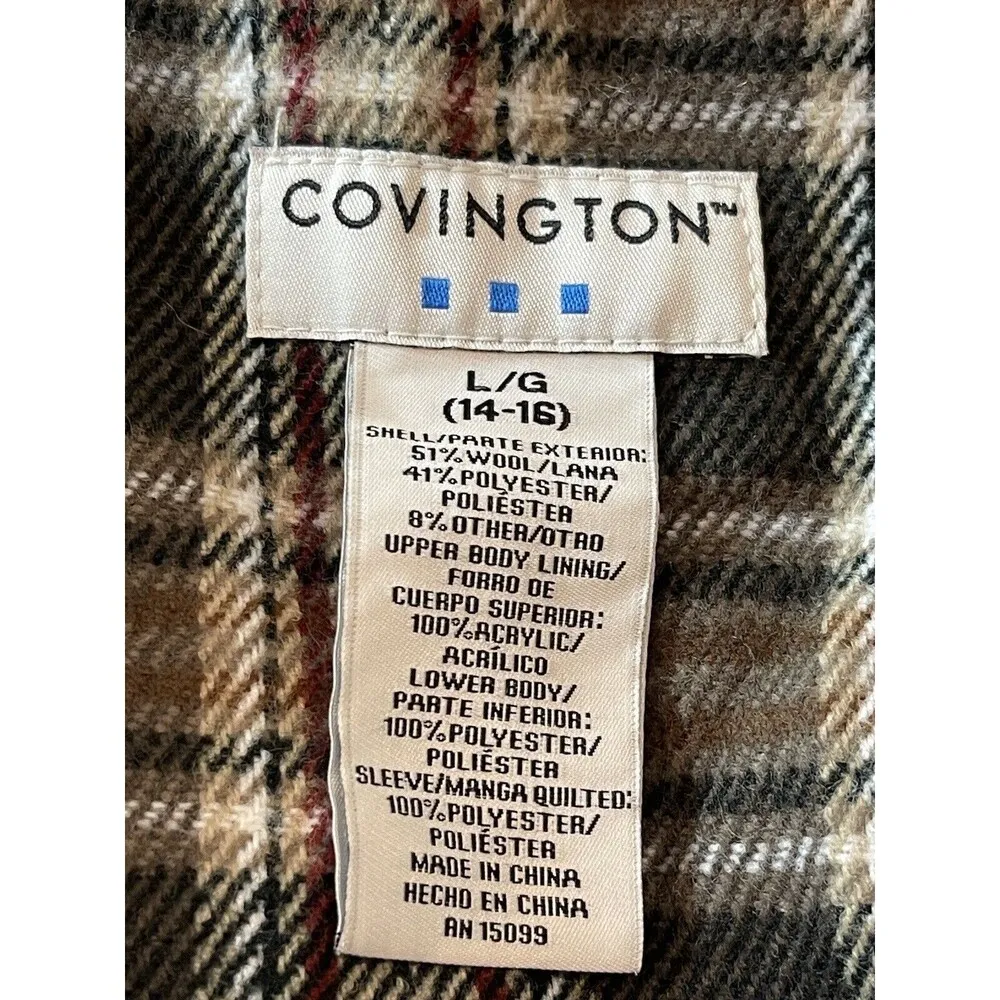 COVINGTON™
L/G
(14-16)
SHELL/PARTE EXTERIOR:
51%WOOL/LANA
41%POLYESTER/
POLIÉSTER
8%OTHER/OTRO
UPPER BODY LINING/
FORRO DE
CUERPO SUPERIOR:
100%ACRYLIC/
ACRÍLICO
LOWER BODY/
PARTE INFERIOR:
100%POLYESTER/
POLIÉSTER
SLEEVE/MANGA QUILTED:
100%POLYESTER/
POLIÉSTER
MADE IN CHINA
HECHO EN CHINA
AN 15099